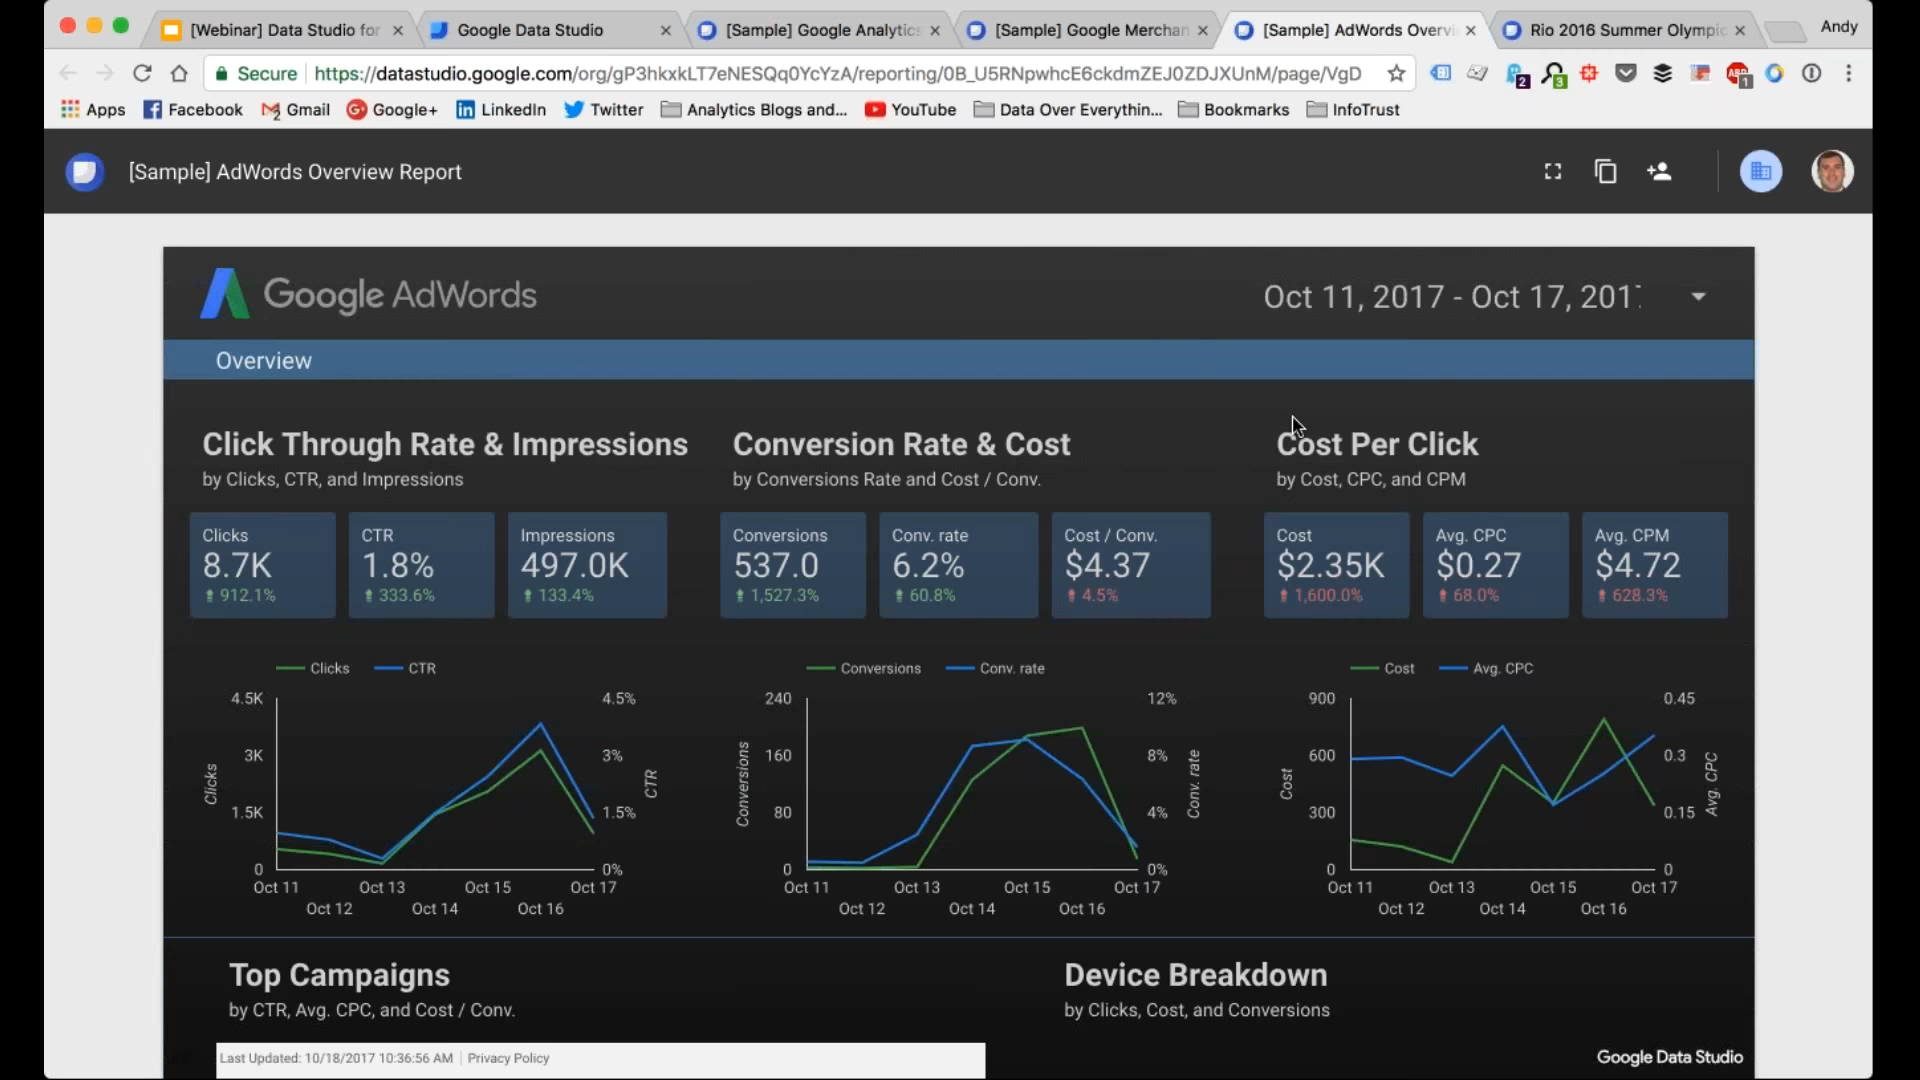 [Webinar] Data Studio for
Google Data Studio
[Sample] Google Analytics
[Sample] Google Merchan
[Sample] AdWords Overvi
Rio 2016 Summer Olympic
Andy
Secure
https://datastudio.google.com/org/gP3hkxkLT7eNESQq0YcYzA/reporting/0B_U5RNpwhcE6ckdmZEJ0ZDJXUnM/page/VgD
2
3
1
Apps
Facebook
Gmail
Google+
LinkedIn
Twitter
Analytics Blogs and...
YouTube
Data Over Everythin...
Bookmarks
InfoTrust
[Sample] AdWords Overview Report
Google AdWords
Oct 11, 2017 - Oct 17, 201
Overview
Click Through Rate & Impressions
by Clicks, CTR, and Impressions
Clicks
8.7K
912.1%
CTR
1.8%
333.6%
Impressions
497.0K
133.4%
Conversion Rate & Cost
by Conversions Rate and Cost / Conv.
Conversions
537.0
1,527.3%
Conv. rate
6.2%
60.8%
Cost / Conv.
$4.37
4.5%
Cost Per Click
by Cost, CPC, and CPM
Cost
$2.35K
1,600.0%
Avg. CPC
$0.27
68.0%
Avg. CPM
$4.72
628.3%
Clicks CTR
4.5K
3K
1.5K
0
Clicks
4.5%
3%
1.5%
0%
CTR
Oct 11 Oct 13 Oct 15 Oct 17
Oct 12 Oct 14 Oct 16
Conversions Conv. rate
240
160
80
0
Conversions
12%
8%
4%
0%
Conv. rate
Oct 11 Oct 13 Oct 15 Oct 17
Oct 12 Oct 14 Oct 16
Cost Avg. CPC
900
600
300
0
Cost
0.45
0.3
0.15
0
Avg. CPC
Oct 11 Oct 13 Oct 15 Oct 17
Oct 12 Oct 14 Oct 16
Top Campaigns
by CTR, Avg. CPC, and Cost / Conv.
Device Breakdown
by Clicks, Cost, and Conversions
Last Updated: 10/18/2017 10:36:56 AM
Privacy Policy
Google Data Studio